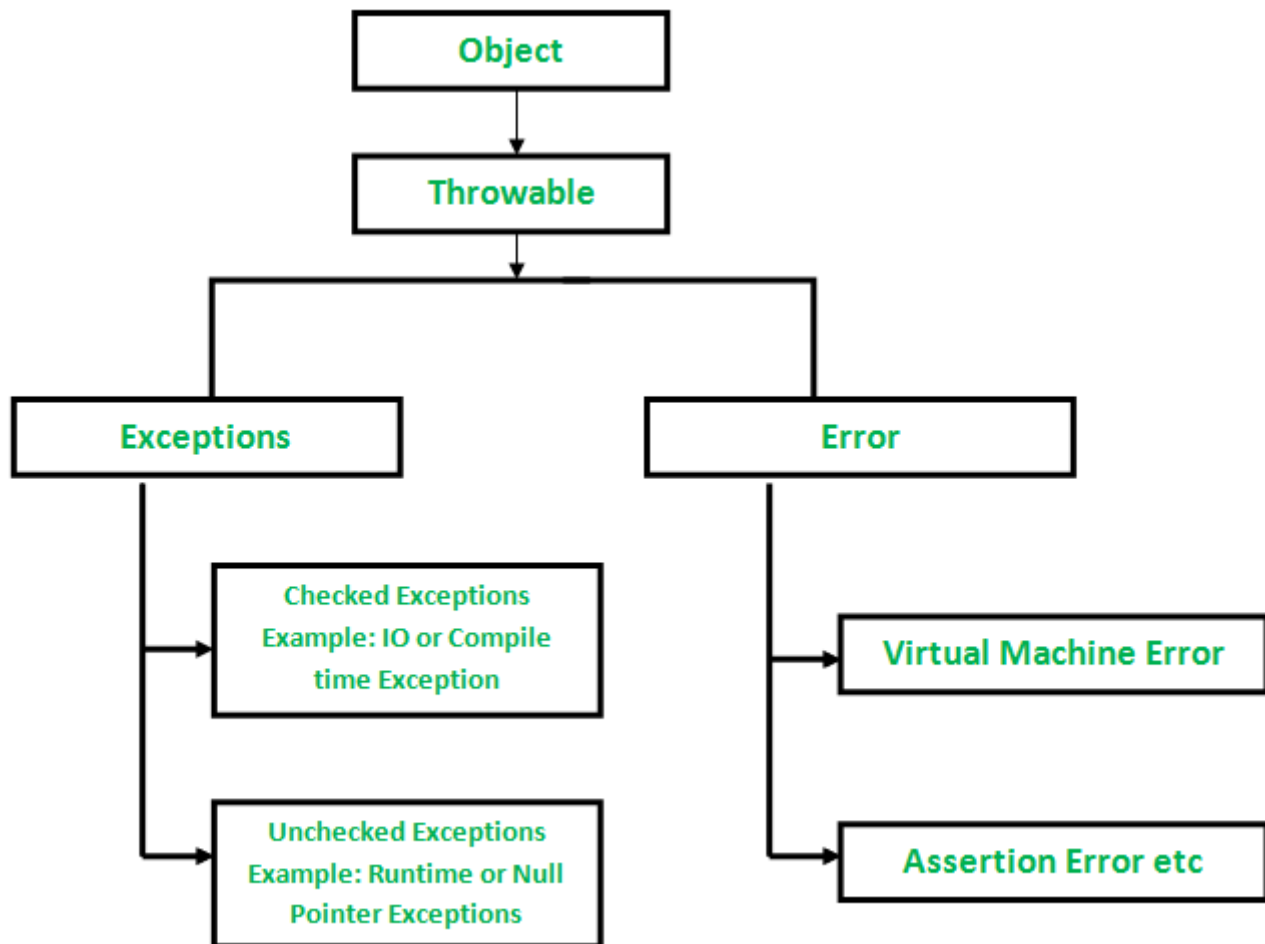 Object
Throwable
Exceptions
Error
Checked Exceptions
Example: IO or Compile
time Exception
Virtual Machine Error
Unchecked Exceptions
Example: Runtime or Null
Pointer Exceptions
Assertion Error etc